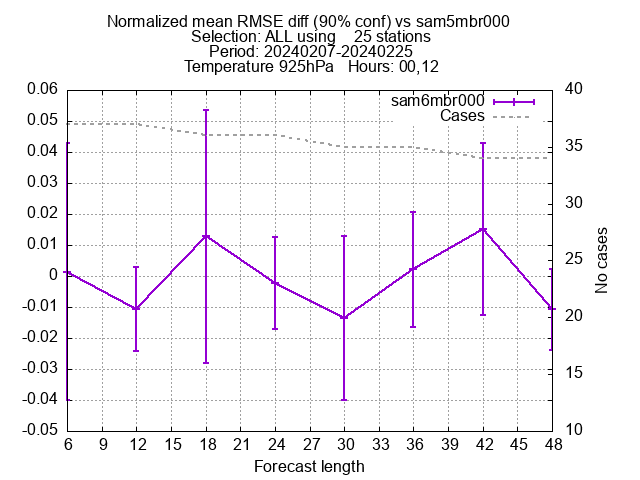 Normalized mean RMSE diff (90% conf) vs sam5mbr000
Selection: ALL using    25 stations
Period: 20240207-20240225
Temperature 925hPa   Hours: 00,12
sam6mbr000
Cases
0.06
0.05
0.04
0.03
0.02
0.01
0
-0.01
-0.02
-0.03
-0.04
-0.05
40
35
30
25
20
15
10
No cases
6 9 12 15 18 21 24 27 30 33 36 39 42 45 48
Forecast length